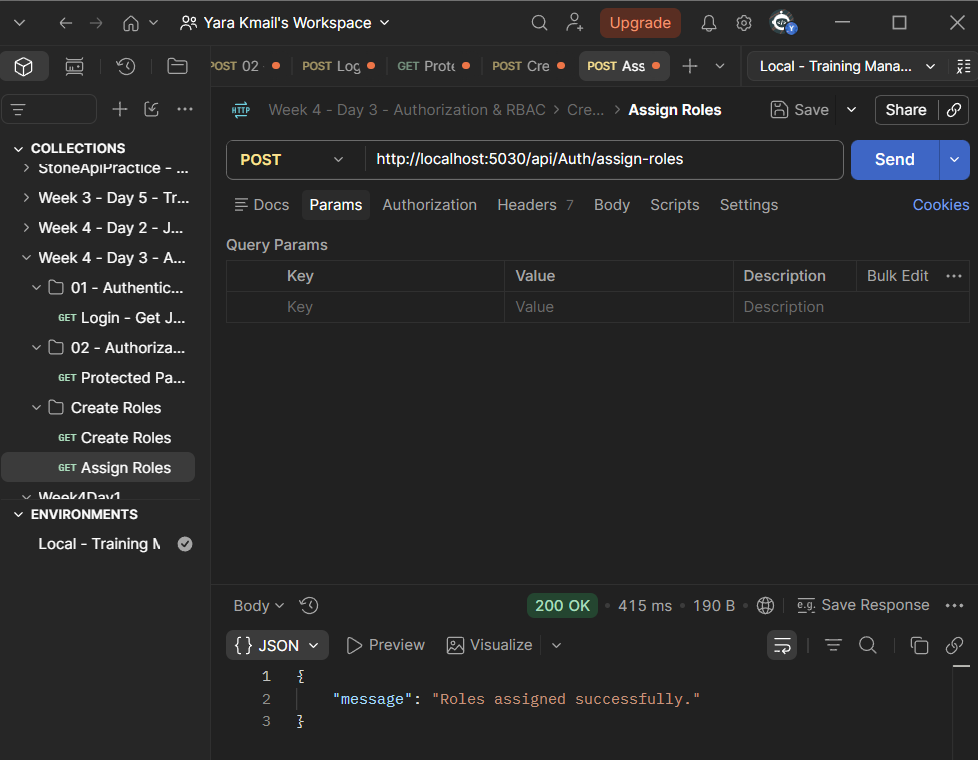 Yara Kmail's Workspace
Upgrade
Y
POST 02
POST Log
GET Prote
POST Cre
POST Ass
Local - Training Mana...
HTTP
Week 4 - Day 3 - Authorization & RBAC > Cre... > Assign Roles
Save
Share
COLLECTIONS
StoneApiPractice - ...
Week 3 - Day 5 - Tr...
Week 4 - Day 2 - J...
Week 4 - Day 3 - A...
01 - Authentic...
GET Login - Get J...
02 - Authoriza...
GET Protected Pa...
Create Roles
GET Create Roles
GET Assign Roles
Week4Day1
ENVIRONMENTS
Local - Training M
POST
http://localhost:5030/api/Auth/assign-roles
Send
Docs Params Authorization Headers 7 Body Scripts Settings Cookies
Query Params
Key Value Description Bulk Edit
Key Value Description
Body
200 OK • 415 ms • 190 B
e.g. Save Response
{} JSON Preview Visualize
1 {
2 "message": "Roles assigned successfully."
3 }